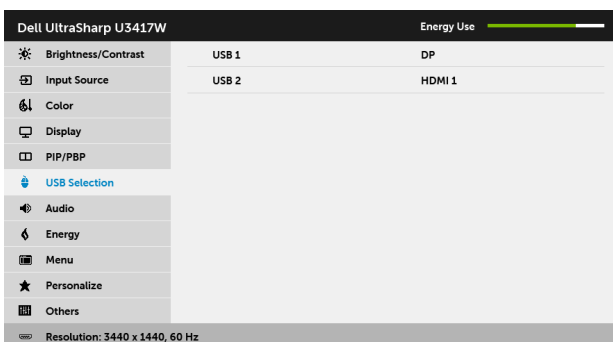 Dell UltraSharp U3417W Energy Use
Brightness/Contrast USB 1 DP
Input Source USB 2 HDMI 1
Color
Display
PIP/PBP
USB Selection
Audio
Energy
Menu
Personalize
Others
Resolution: 3440 x 1440, 60 Hz